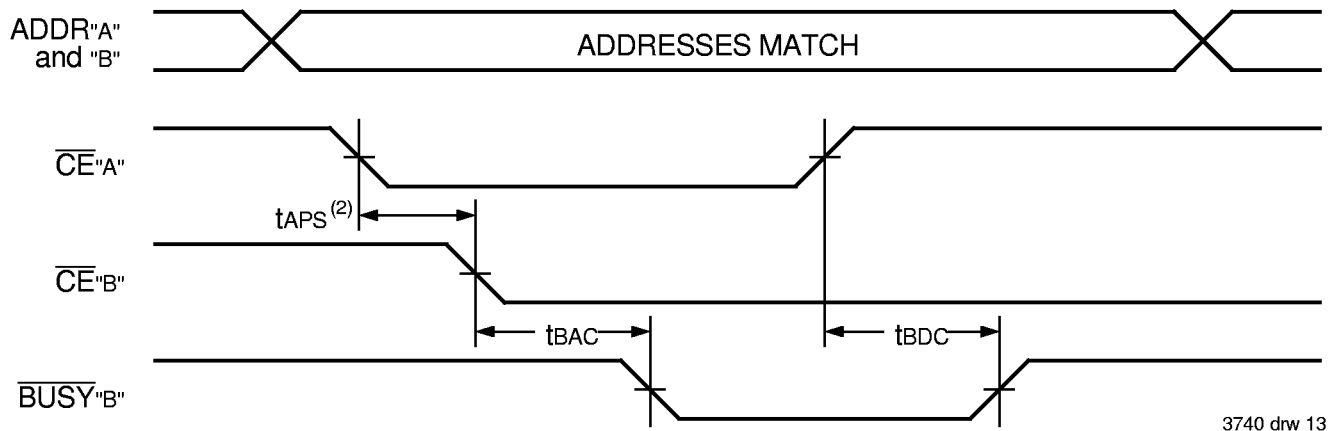 ADDR"A"
and "B"
ADDRESSES MATCH
CE"A"
tAPS (2)
CE"B"
tBAC
tBDC
BUSY"B"
3740 drw 13